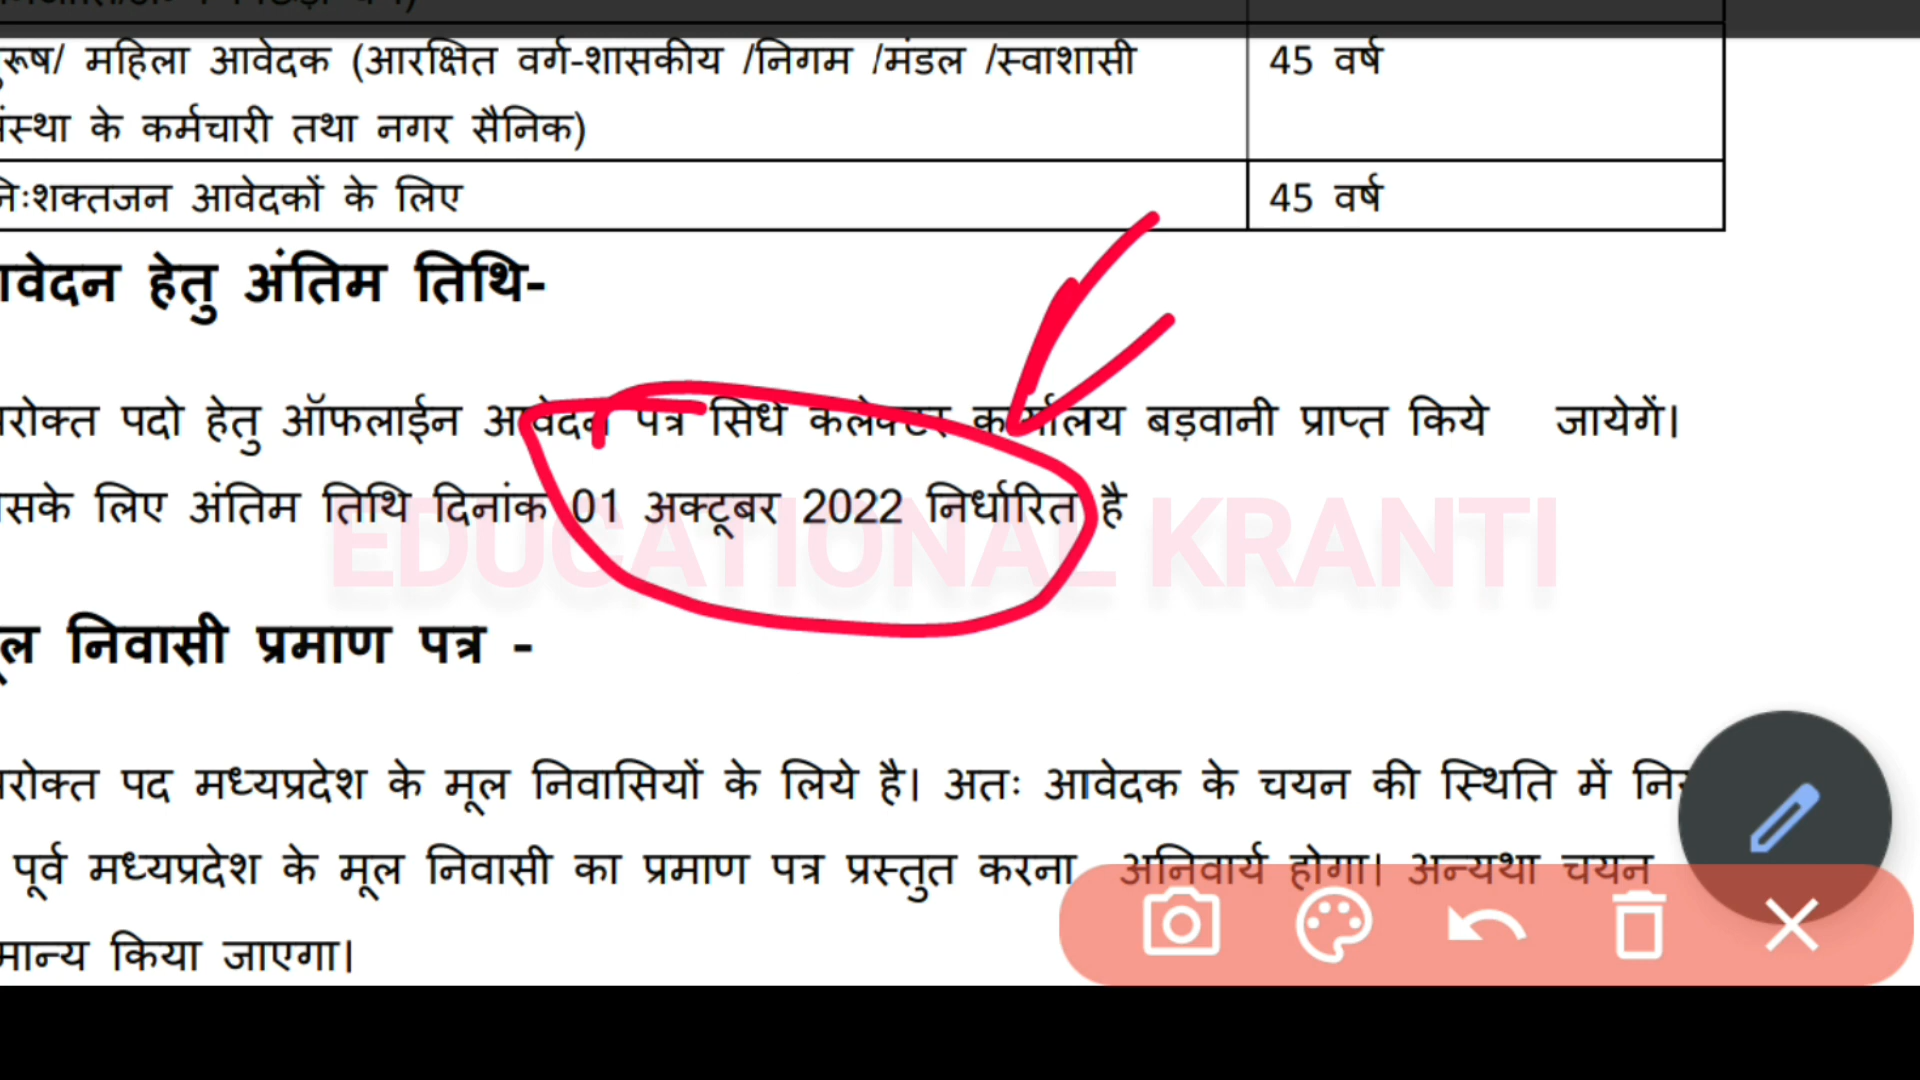 रूष/ महिला आवेदक (आरक्षित वर्ग-शासकीय /निगम /मंडल /स्वाशासी 45 वर्ष
संस्था के कर्मचारी तथा नगर सैनिक)
निःशक्तजन आवेदकों के लिए 45 वर्ष
वेदन हेतु अंतिम तिथि-
रोक्त पदो हेतु ऑफलाईन आवेदन पत्र सिधे कलेक्टर कार्यालय बड़वानी प्राप्त किये जायेगें।
सके लिए अंतिम तिथि दिनांक 01 अक्टूबर 2022 निर्धारित है
EDUCATIONAL KRANTI
ल निवासी प्रमाण पत्र -
रोक्त पद मध्यप्रदेश के मूल निवासियों के लिये है। अतः आवेदक के चयन की स्थिति में
पूर्व मध्यप्रदेश के मूल निवासी का प्रमाण पत्र प्रस्तुत करना अनिवार्य होगा। अन्यथा चयन
मान्य किया जाएगा।